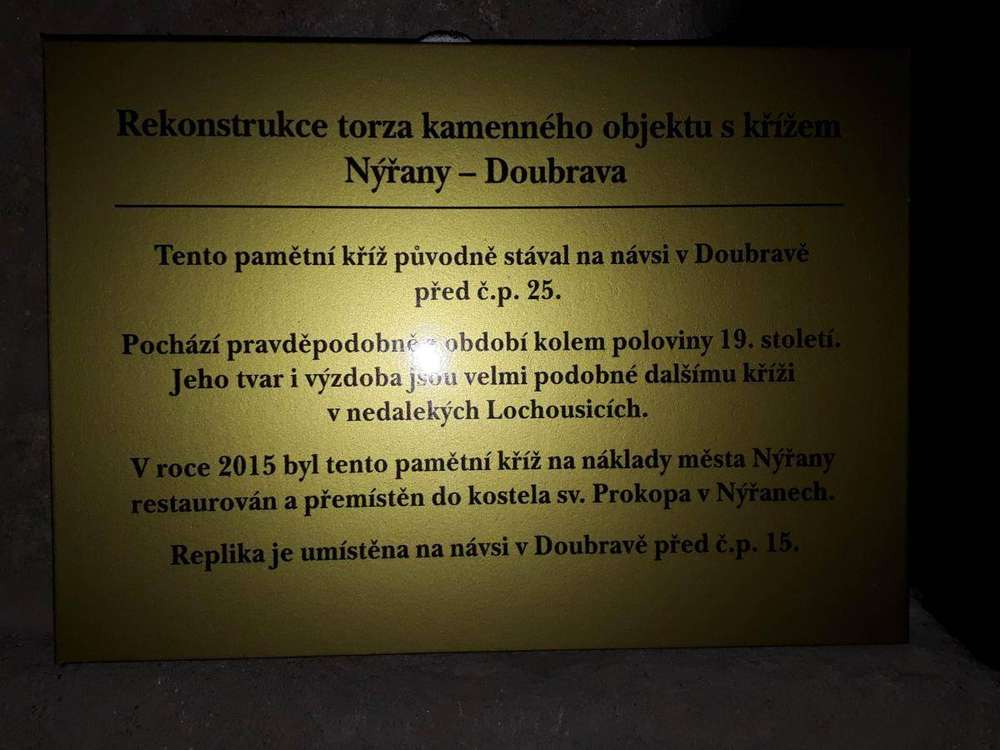 Rekonstrukce torza kamenného objektu s křížem
Nýřany – Doubrava
Tento pamětní kříž původně stával na návsi v Doubravě
před č.p. 25.
Pochází pravděpodobně z období kolem poloviny 19. století.
Jeho tvar i výzdoba jsou velmi podobné dalšímu kříži
v nedalekých Lochousicích.
V roce 2015 byl tento pamětní kříž na náklady města Nýřany
restaurován a přemístěn do kostela sv. Prokopa v Nýřanech.
Replika je umístěna na návsi v Doubravě před č.p. 15.